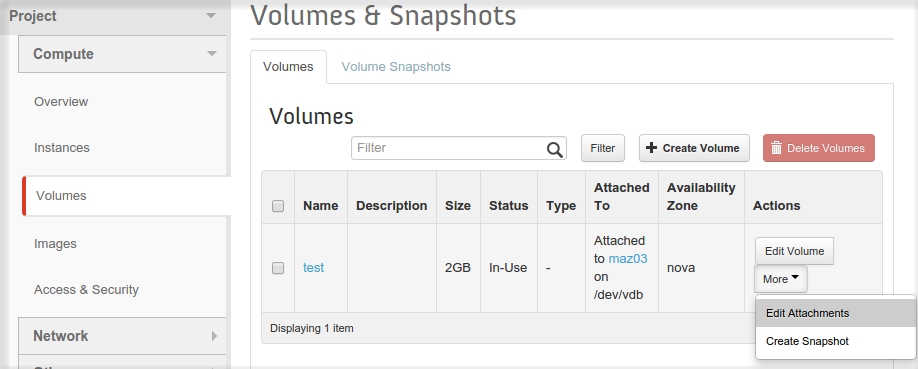 Project
Volumes & Snapshots
Compute
Volumes
Volume Snapshots
Overview
Volumes
Instances
Filter
Filter
Create Volume
Delete Volumes
Volumes
Name
Description
Size
Status
Type
Attached
To
Availability
Zone
Actions
Images
test
2GB
In-Use
-
Attached
to maz03
on
/dev/vdb
nova
Edit Volume
More
Access & Security
Edit Attachments
Network
Displaying 1 item
Create Snapshot